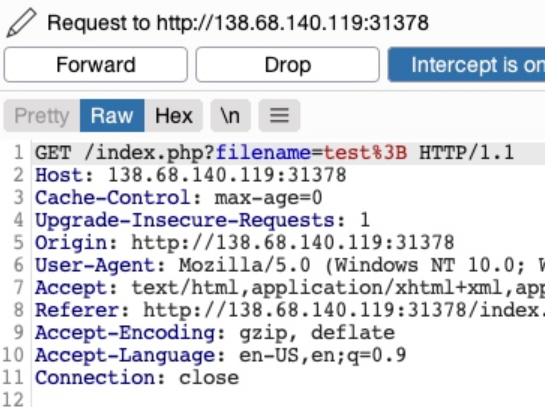 Request to http://138.68.140.119:31378
Forward Drop Intercept is on
Pretty Raw Hex \n
1 GET /index.php?filename=test%3B HTTP/1.1
2 Host: 138.68.140.119:31378
3 Cache-Control: max-age=0
4 Upgrade-Insecure-Requests: 1
5 Origin: http://138.68.140.119:31378
6 User-Agent: Mozilla/5.0 (Windows NT 10.0; W
7 Accept: text/html,application/xhtml+xml,app
8 Referer: http://138.68.140.119:31378/index.
9 Accept-Encoding: gzip, deflate
10 Accept-Language: en-US,en;q=0.9
11 Connection: close
12